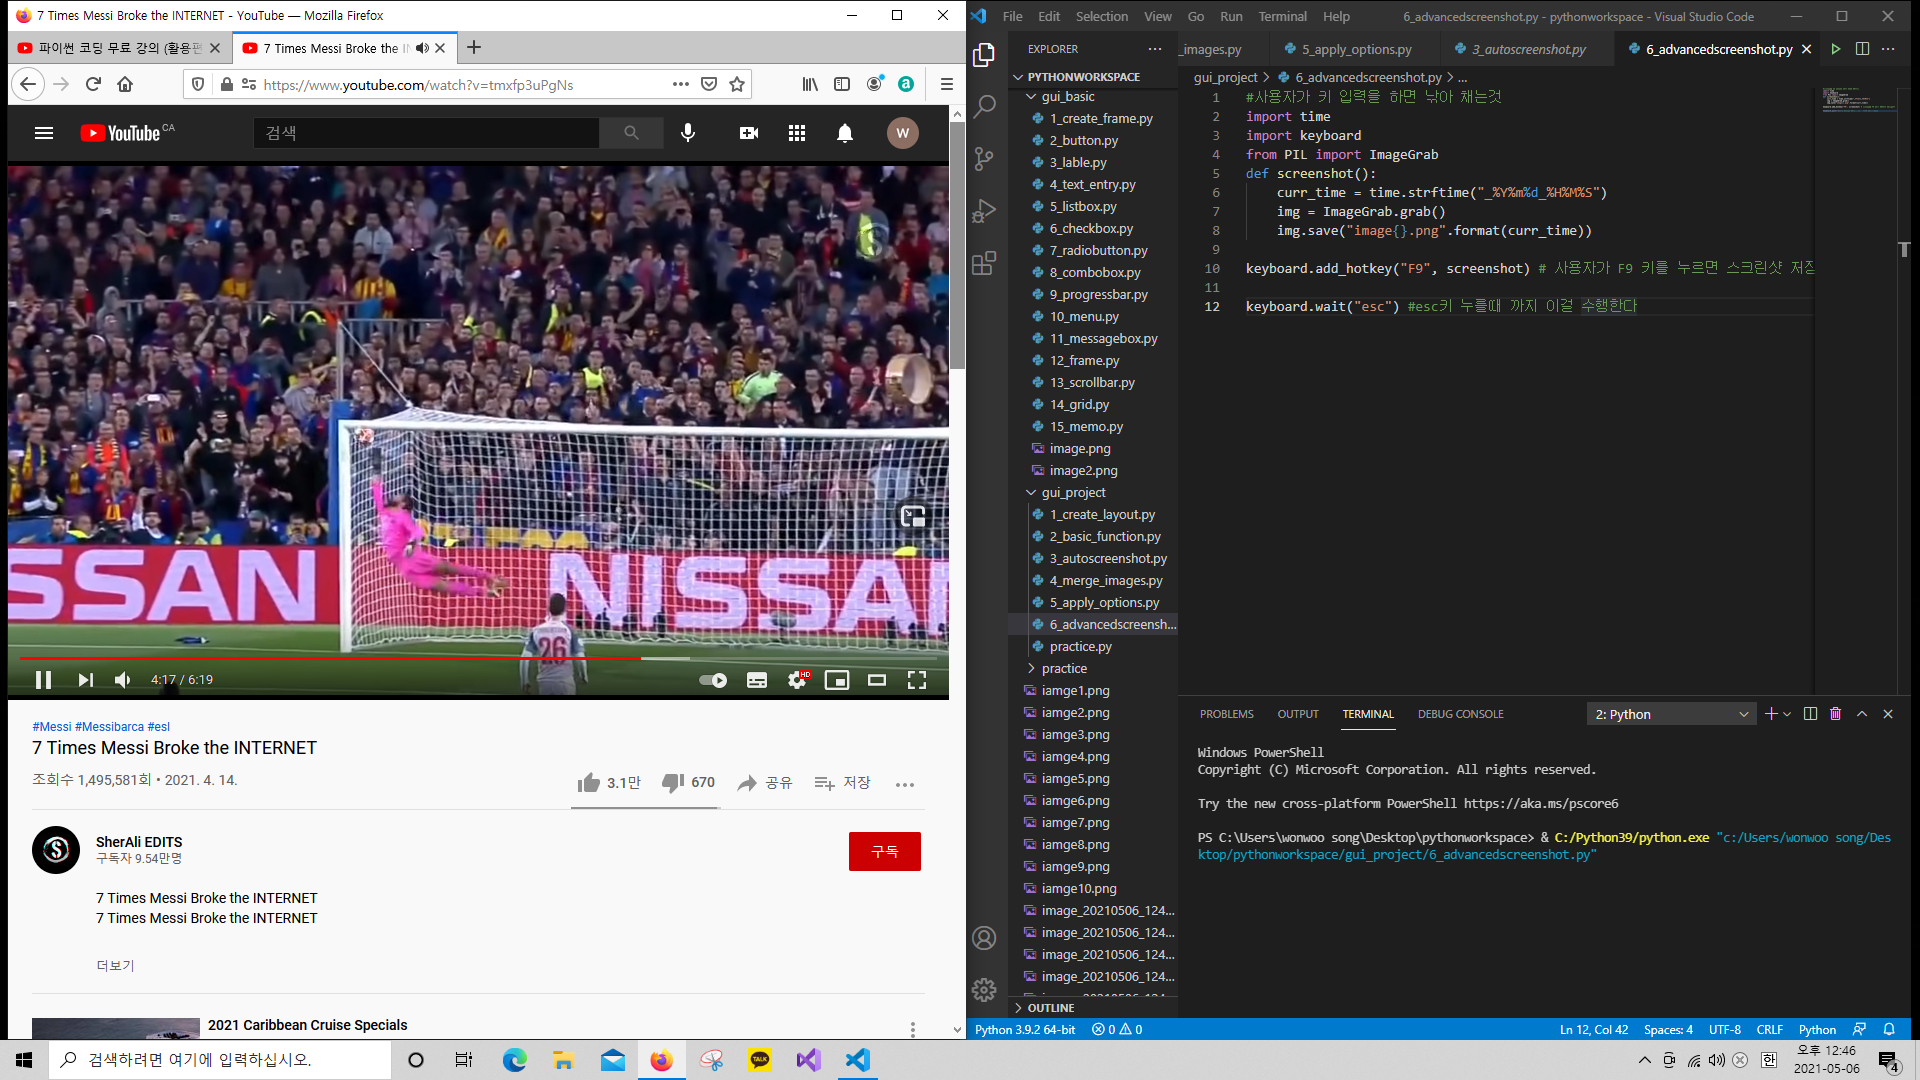 7 Times Messi Broke the INTERNET - YouTube — Mozilla Firefox
파이썬 코딩 무료 강의 (활용편
7 Times Messi Broke the IN
https://www.youtube.com/watch?v=tmxfp3uPgNs
YouTube CA
검색
W
NISSAN
NISSAN
26
4:17 / 6:19
HD
#Messi #Messibarca #esl
7 Times Messi Broke the INTERNET
조회수 1,495,581회 • 2021. 4. 14.
3.1만
670
공유
저장
SherAli EDITS
구독자 9.54만명
구독
7 Times Messi Broke the INTERNET
7 Times Messi Broke the INTERNET
더보기
2021 Caribbean Cruise Specials
File Edit Selection View Go Run Terminal Help
6_advancedscreenshot.py - pythonworkspace - Visual Studio Code
EXPLORER
_images.py
5_apply_options.py
3_autoscreenshot.py
6_advancedscreenshot.py
PYTHONWORKSPACE
gui_project > 6_advancedscreenshot.py > ...
gui_basic
1_create_frame.py
2_button.py
3_lable.py
4_text_entry.py
5_listbox.py
6_checkbox.py
7_radiobutton.py
8_combobox.py
9_progressbar.py
10_menu.py
11_messagebox.py
12_frame.py
13_scrollbar.py
14_grid.py
15_memo.py
image.png
image2.png
gui_project
1_create_layout.py
2_basic_function.py
3_autoscreenshot.py
4_merge_images.py
5_apply_options.py
6_advancedscreensh...
practice.py
practice
iamge1.png
iamge2.png
iamge3.png
iamge4.png
iamge5.png
iamge6.png
iamge7.png
iamge8.png
iamge9.png
iamge10.png
image_20210506_124...
image_20210506_124...
image_20210506_124...
image_20210506_124...
OUTLINE
1 #사용자가 키 입력을 하면 낚아 채는것
2 import time
3 import keyboard
4 from PIL import ImageGrab
5 def screenshot():
6 curr_time = time.strftime("_%Y%m%d_%H%M%S")
7 img = ImageGrab.grab()
8 img.save("image{}.png".format(curr_time))
9
10 keyboard.add_hotkey("F9", screenshot) # 사용자가 F9 키를 누르면 스크린샷 저장
11
12 keyboard.wait("esc") #esc키 누를때 까지 이걸 수행한다
PROBLEMS OUTPUT TERMINAL DEBUG CONSOLE
2: Python
Windows PowerShell
Copyright (C) Microsoft Corporation. All rights reserved.
Try the new cross-platform PowerShell https://aka.ms/pscore6
PS C:\Users\wonwoo song\Desktop\pythonworkspace> & C:/Python39/python.exe "c:/Users/wonwoo song/Des
ktop/pythonworkspace/gui_project/6_advancedscreenshot.py"
Python 3.9.2 64-bit
0 0
Ln 12, Col 42 Spaces: 4 UTF-8 CRLF Python
검색하려면 여기에 입력하십시오.
TALK
한
오후 12:46
2021-05-06
4